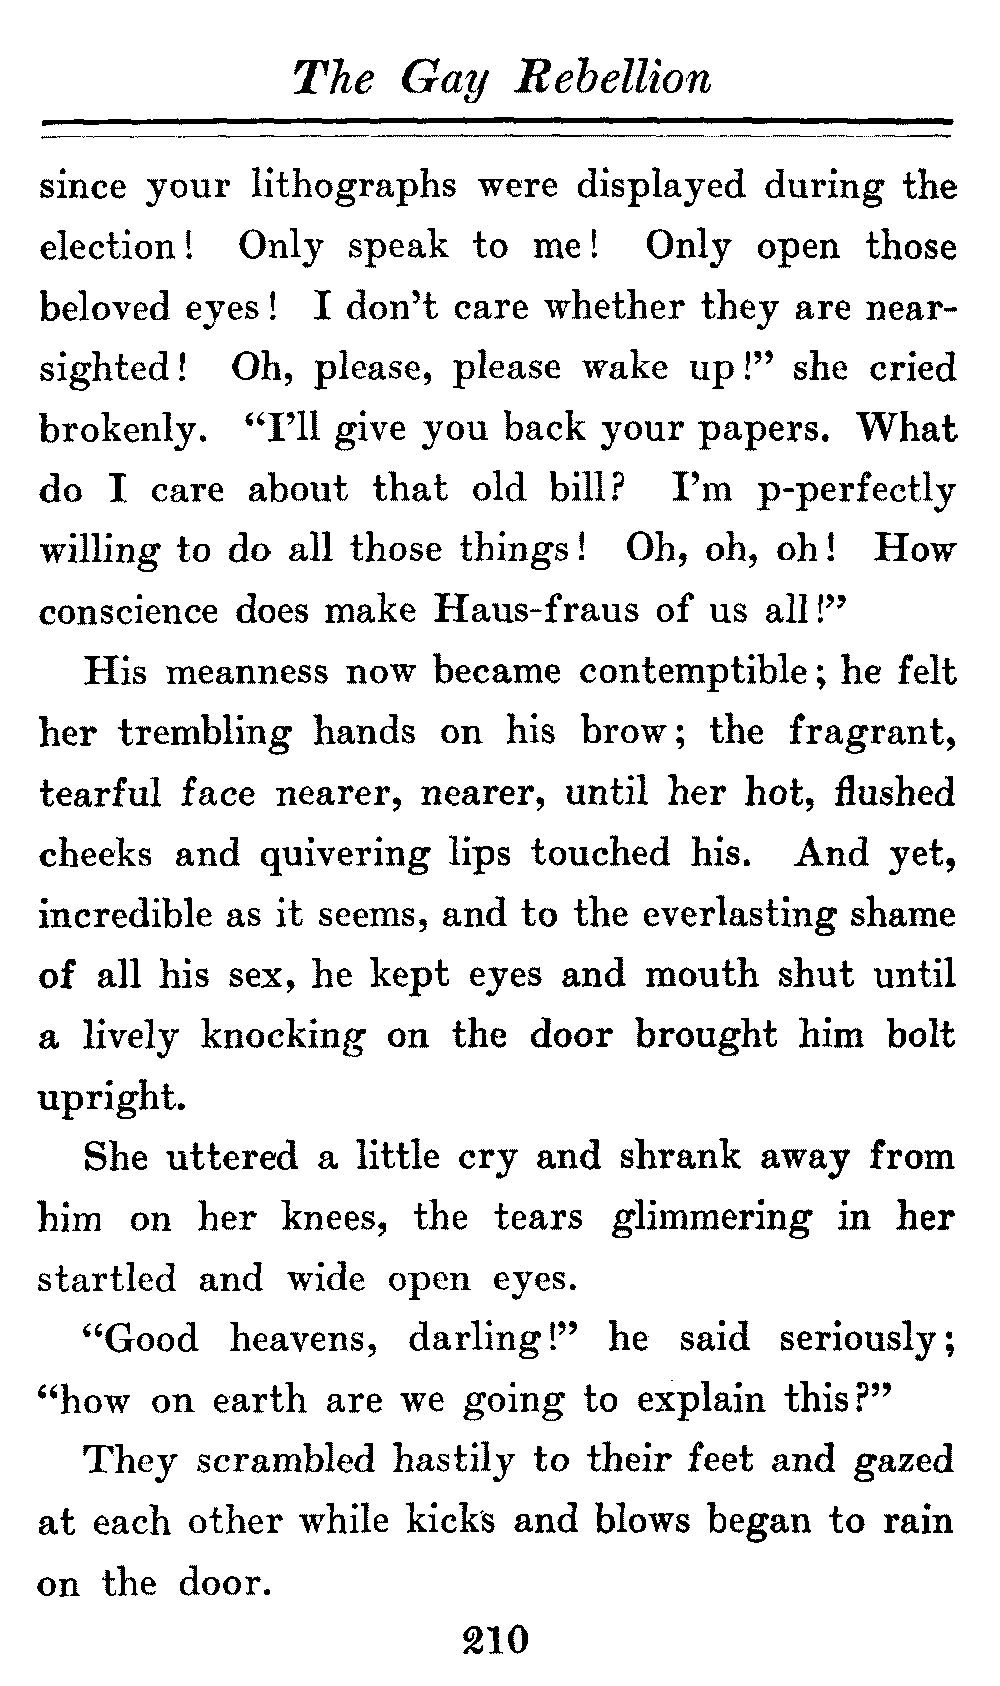 The Gay Rebellion
since your lithographs were displayed during the
election! Only speak to me! Only open those
beloved eyes! I don't care whether they are near-
sighted! Oh, please, please wake up!” she cried
brokenly. “I'll give you back your papers. What
do I care about that old bill? I'm p-perfectly
willing to do all those things! Oh, oh, oh! How
conscience does make Haus-fraus of us all!”
His meanness now became contemptible; he felt
her trembling hands on his brow; the fragrant,
tearful face nearer, nearer, until her hot, flushed
cheeks and quivering lips touched his. And yet,
incredible as it seems, and to the everlasting shame
of all his sex, he kept eyes and mouth shut until
a lively knocking on the door brought him bolt
upright.
She uttered a little cry and shrank away from
him on her knees, the tears glimmering in her
startled and wide open eyes.
“Good heavens, darling!” he said seriously;
“how on earth are we going to explain this?”
They scrambled hastily to their feet and gazed
at each other while kicks and blows began to rain
on the door.
210